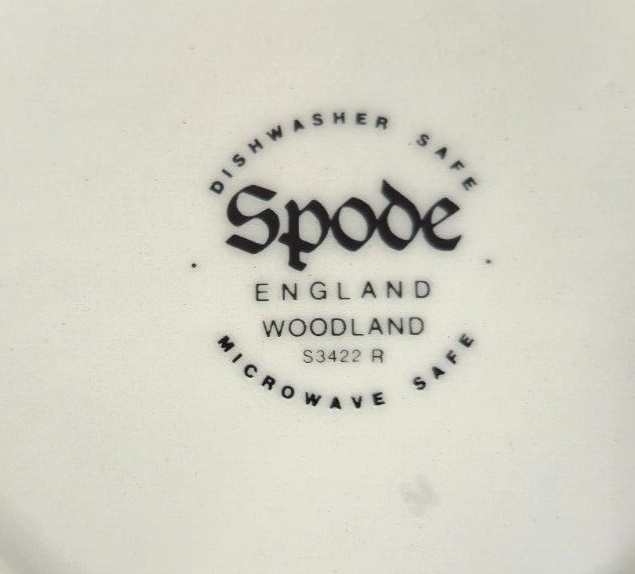 DISHWASHER SAFE
Spode
ENGLAND
WOODLAND
S3422 R
MICROWAVE SAFE